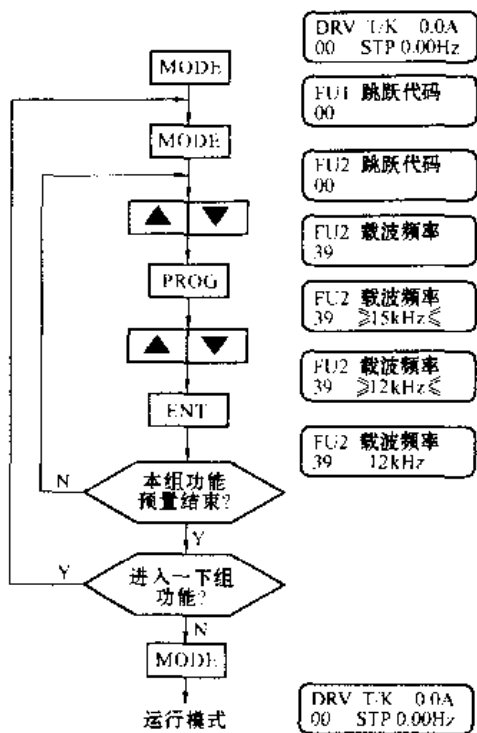 MODE
MODE
PROG
ENT
本组功能
预置结束?
N
Y
进入一下组
功能?
Y
N
MODE
运行模式
DRV T/K 0.0A
00 STP 0.00Hz
FU1 跳跃代码
00
FU2 跳跃代码
00
FU2 载波频率
39
FU2 载波频率
39 ⩾15kHz⩽
FU2 载波频率
39 ⩾12kHz⩽
FU2 载波频率
39 12kHz
DRV T/K 0.0A
00 STP 0.00Hz